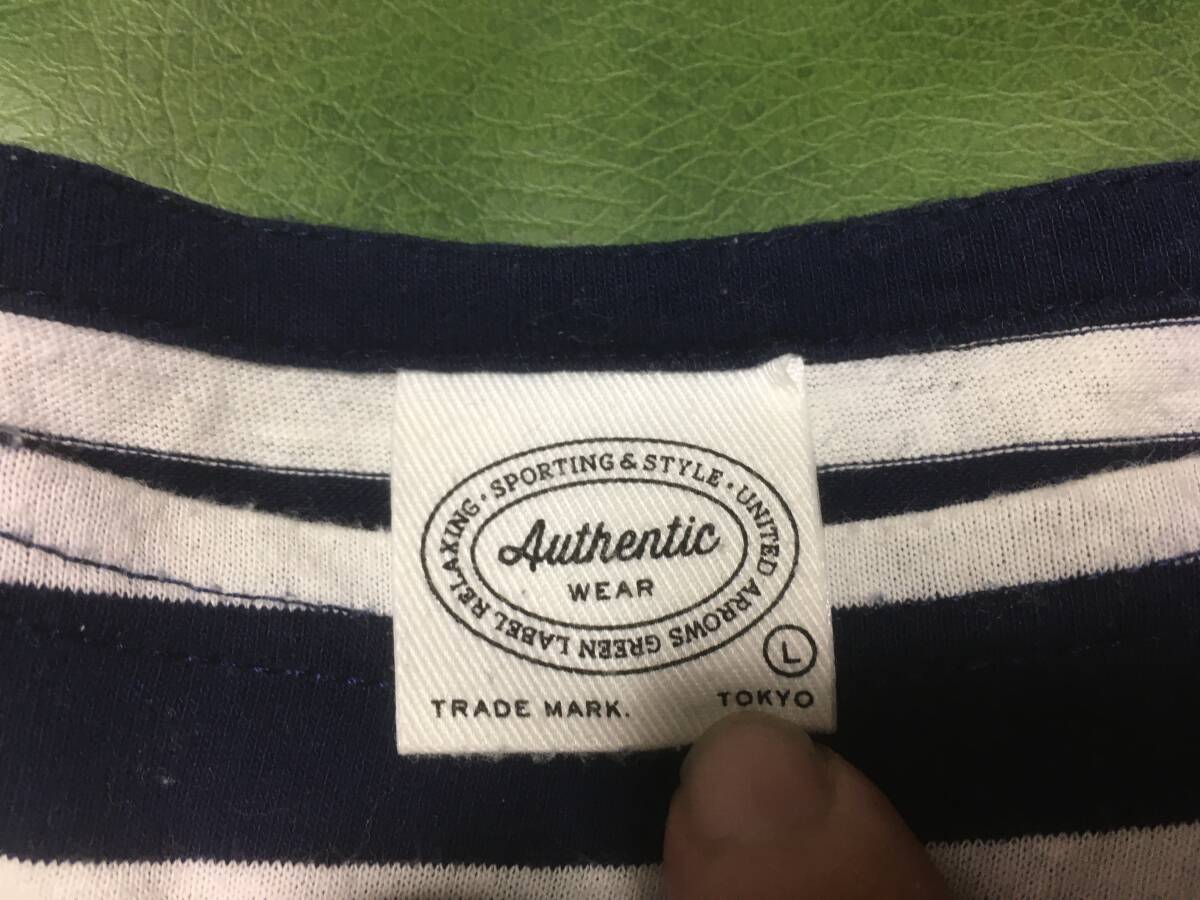 SPORTING & STYLE · UNITED ARROWS GREEN LABEL RELAXING ·
Authentic
WEAR
L
TRADE MARK.
TOKYO